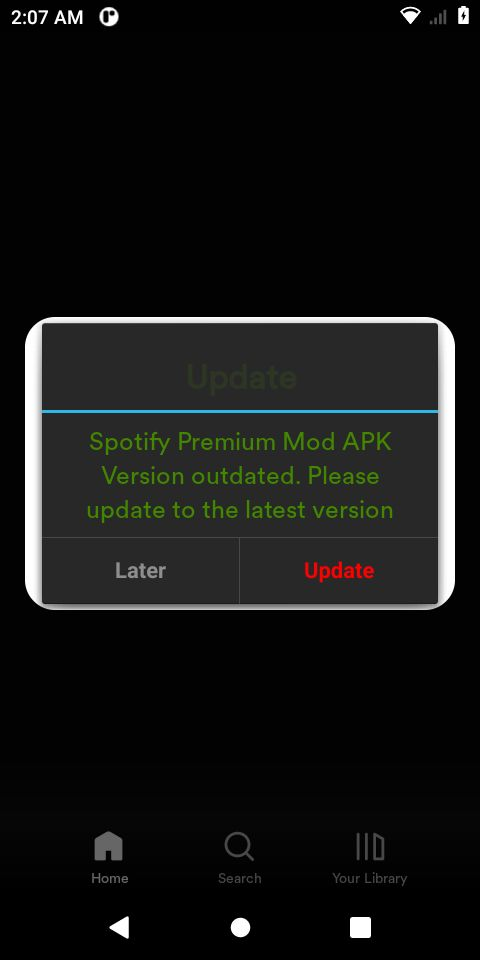 2:07 AM
Update
Spotify Premium Mod APK
Version outdated. Please
update to the latest version
Later Update
Home Search Your Library